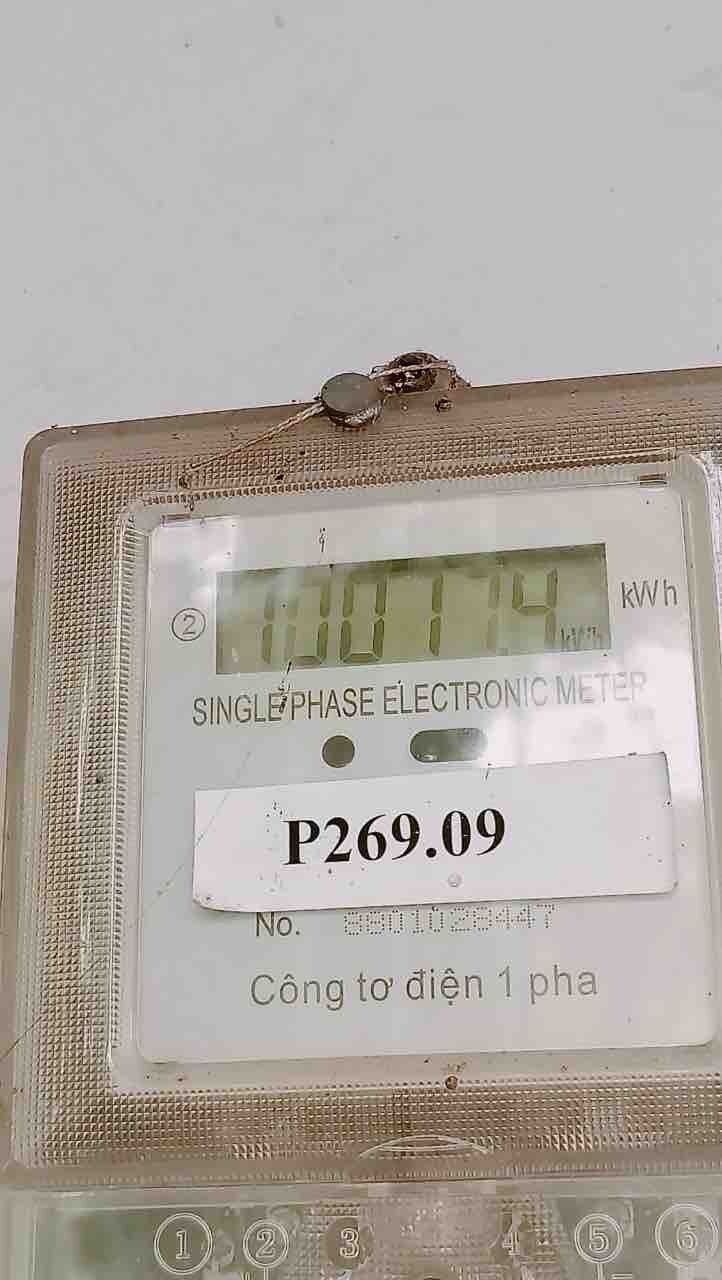 ② kWh
kWh
SINGLE PHASE ELECTRONIC METER
P269.09
No. 8801028447
Công tơ điện 1 pha
① ② ③ 4 ⑤ ⑥